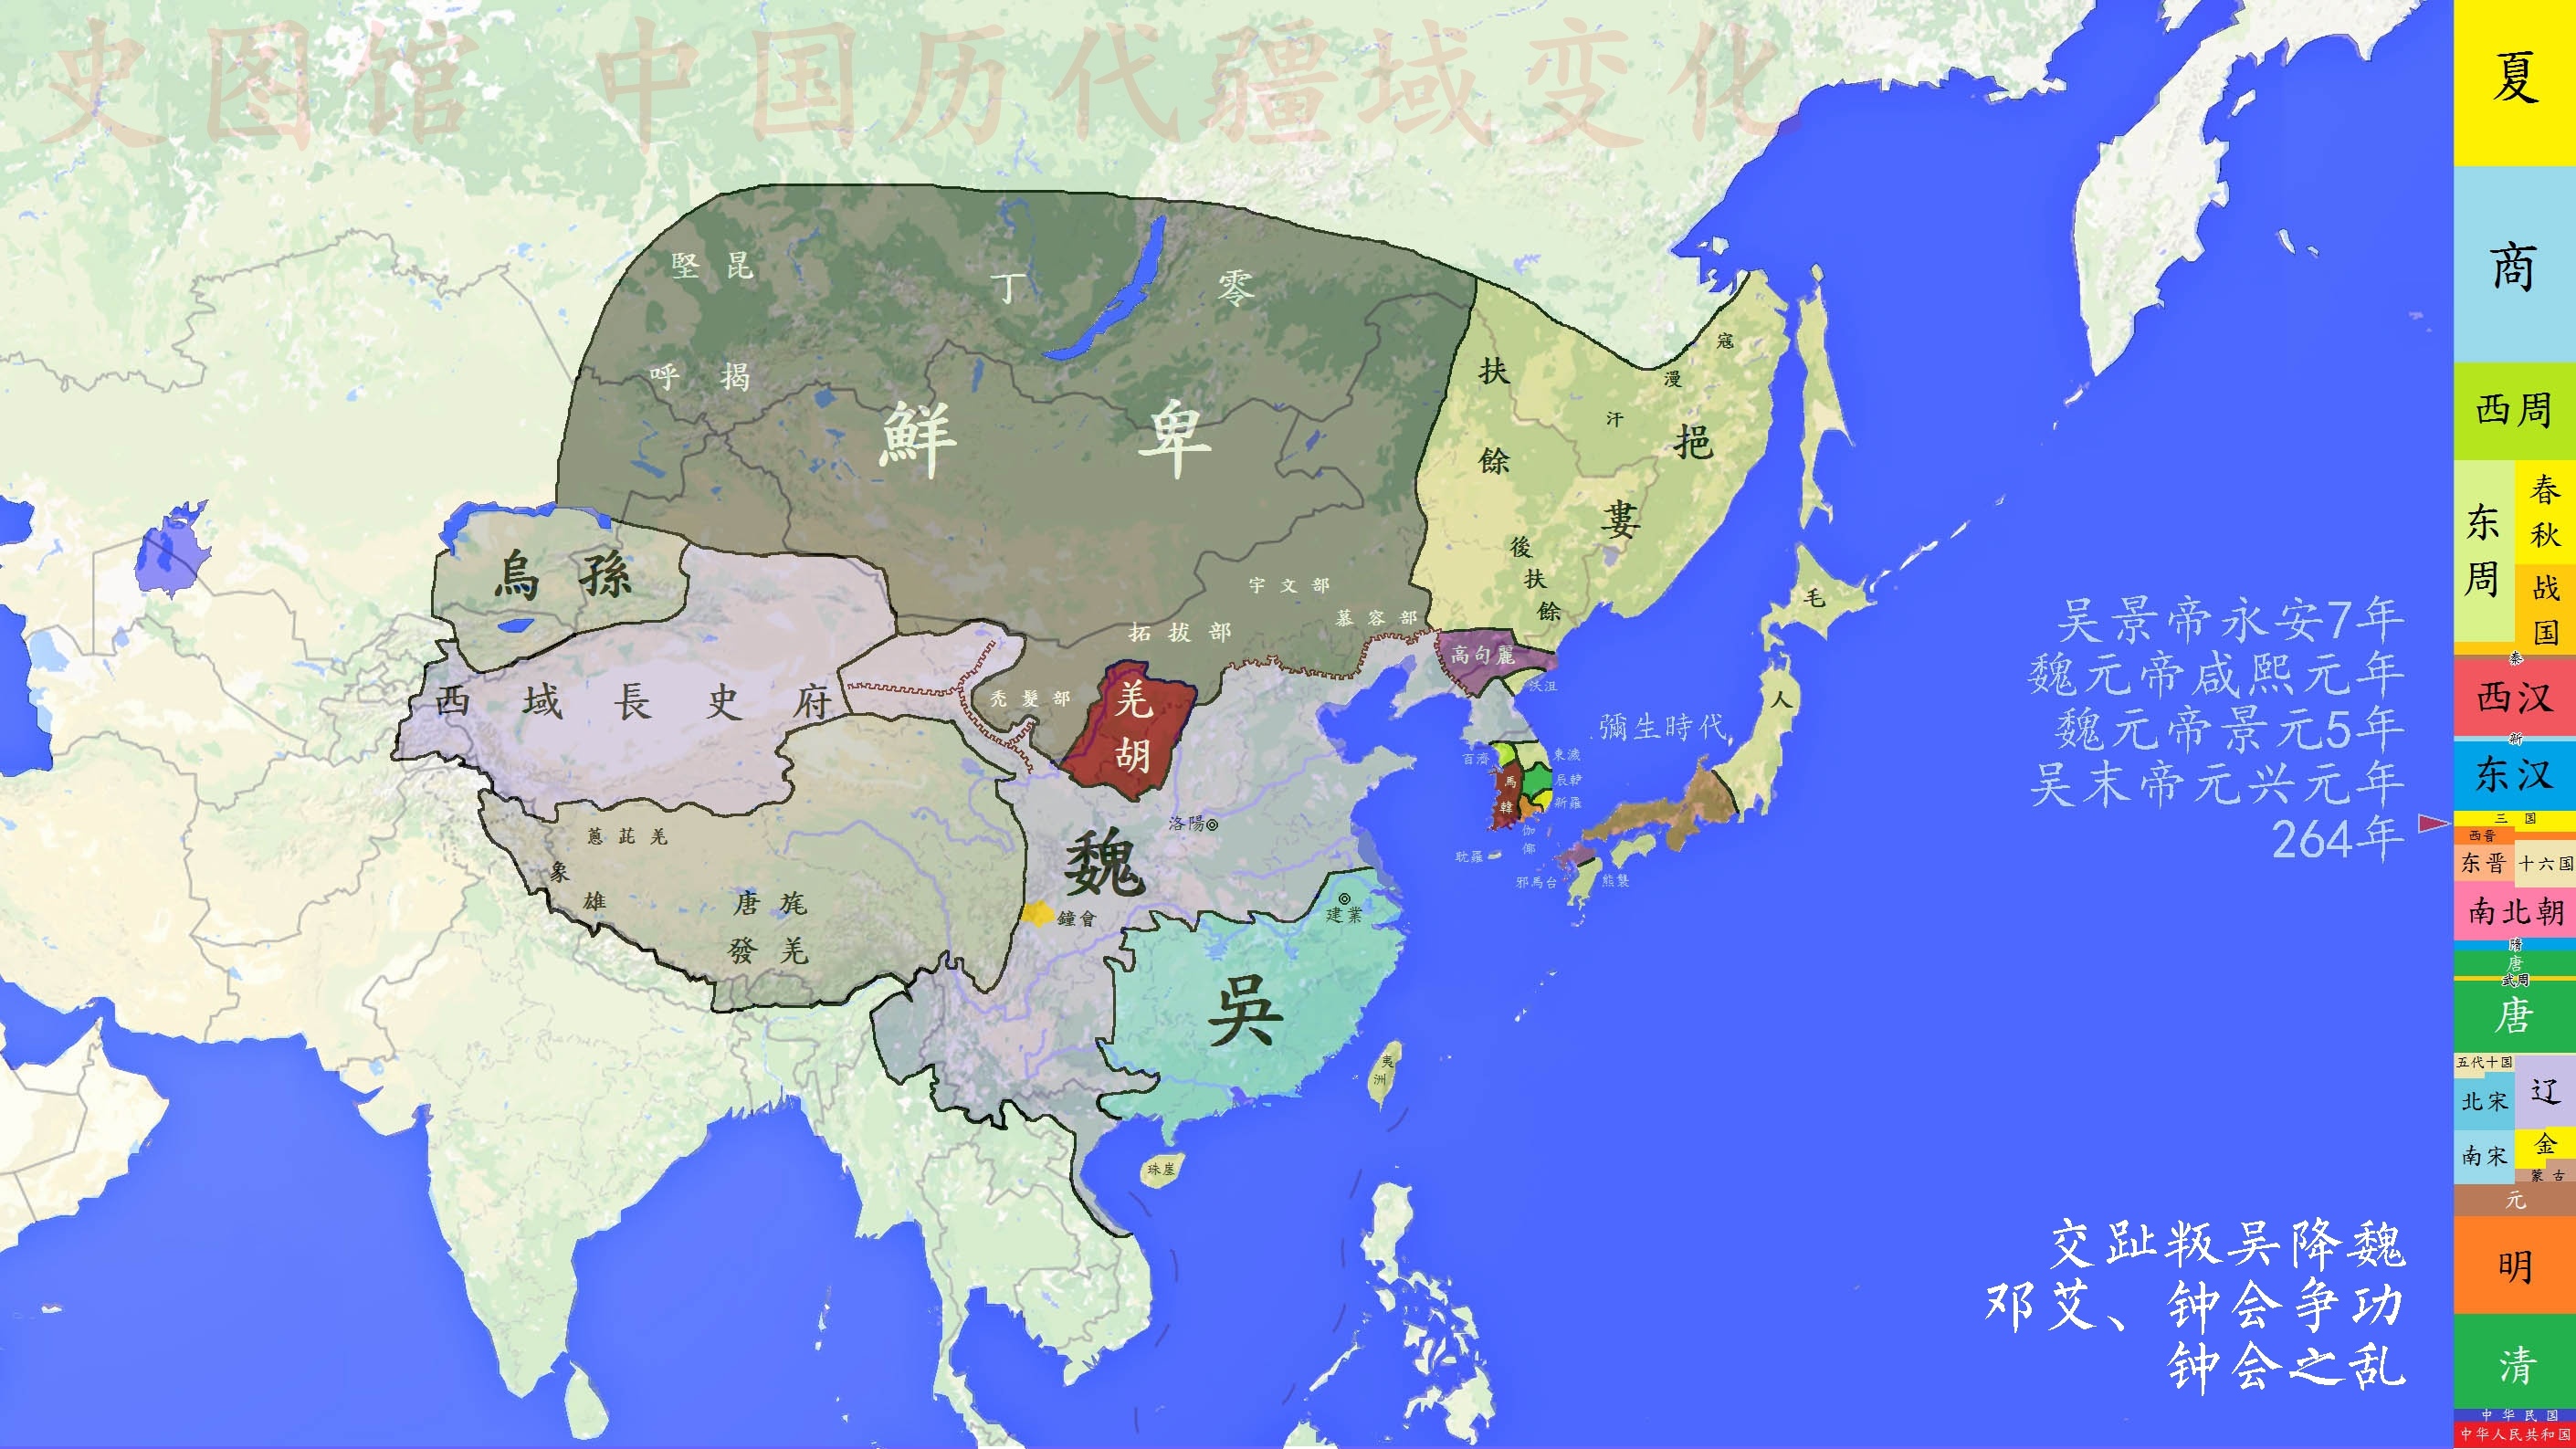 史图馆 中国历代疆域变化
堅昆
丁零
呼揭
鮮卑
扶餘
寇漫汗
挹婁
後扶餘
烏孫
宇文部
慕容部
拓拔部
禿髮部
羌胡
高句麗
沃沮
西域長史府
毛人
彌生時代
百濟
東濊
馬韓
辰韓
新羅
伽倻
耽羅
邪馬台
熊襲
蔥茈羌
象雄
唐旄
發羌
魏
洛陽
鐘會
建業
吳
夷洲
珠崖
吴景帝永安7年
魏元帝咸熙元年
魏元帝景元5年
吴末帝元兴元年
264年
交趾叛吴降魏
邓艾、钟会争功
钟会之乱
夏
商
西周
东周
春秋
战国
秦
西汉
新
东汉
三国
西晋
东晋
十六国
南北朝
隋
唐
武周
唐
五代十国
辽
北宋
南宋
金
蒙古
元
明
清
中华民国
中华人民共和国